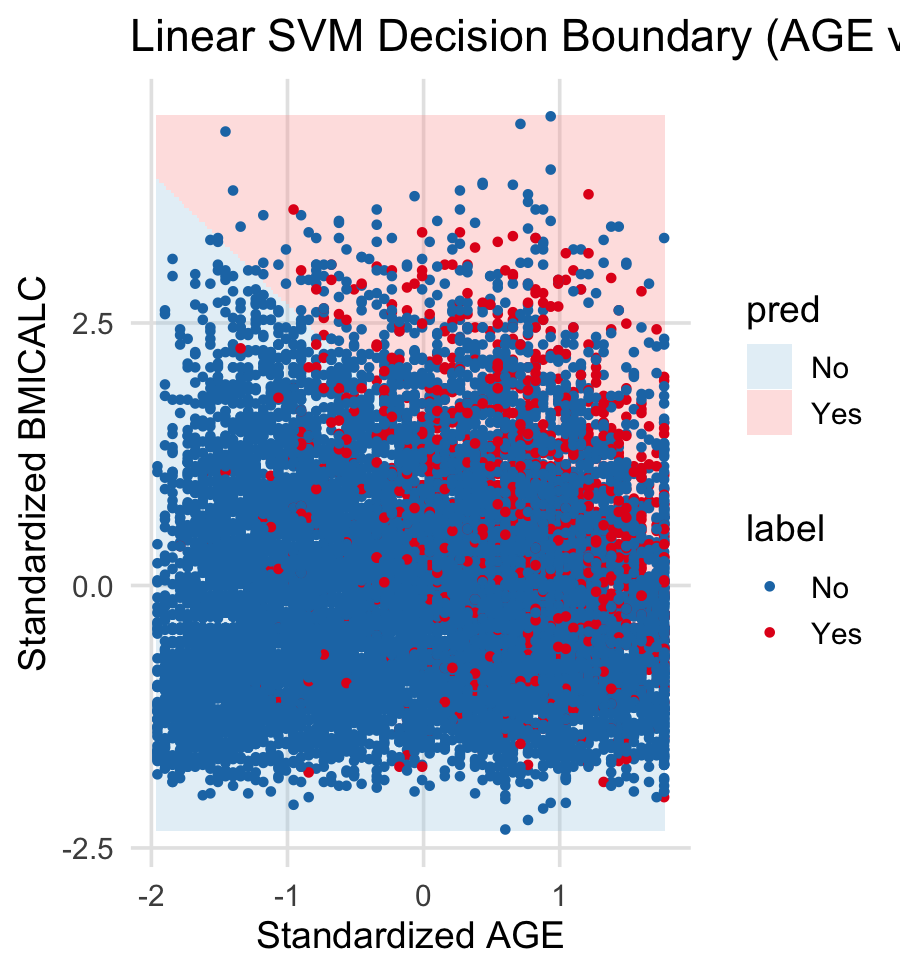 Linear SVM Decision Boundary (AGE v
Standardized BMICALC
2.5
0.0
-2.5
-2
-1
0
1
Standardized AGE
pred
No
Yes
label
No
Yes